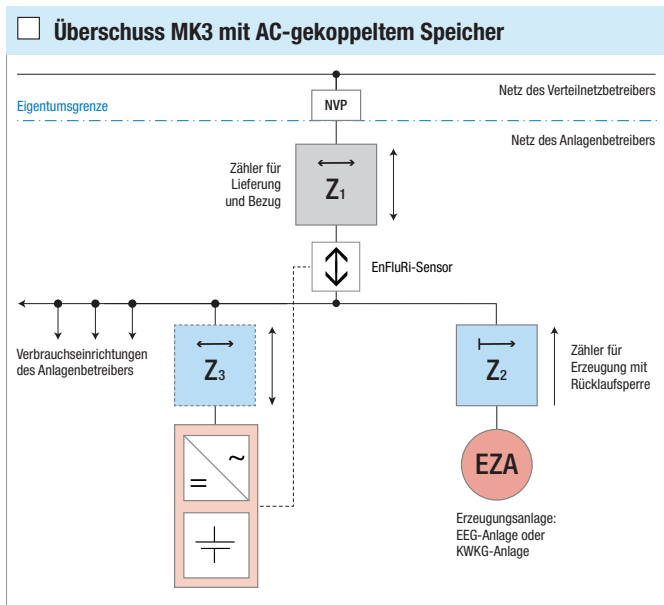 Überschuss MK3 mit AC-gekoppeltem Speicher
Netz des Verteilnetzbetreibers
Eigentumsgrenze
NVP
Netz des Anlagenbetreibers
Zähler für
Lieferung
und Bezug
Z1
EnFluRi-Sensor
Verbrauchseinrichtungen
des Anlagenbetreibers
Z3
Z2
Zähler für
Erzeugung mit
Rücklaufsperre
~
=
EZA
Erzeugungsanlage:
EEG-Anlage oder
KWKG-Anlage